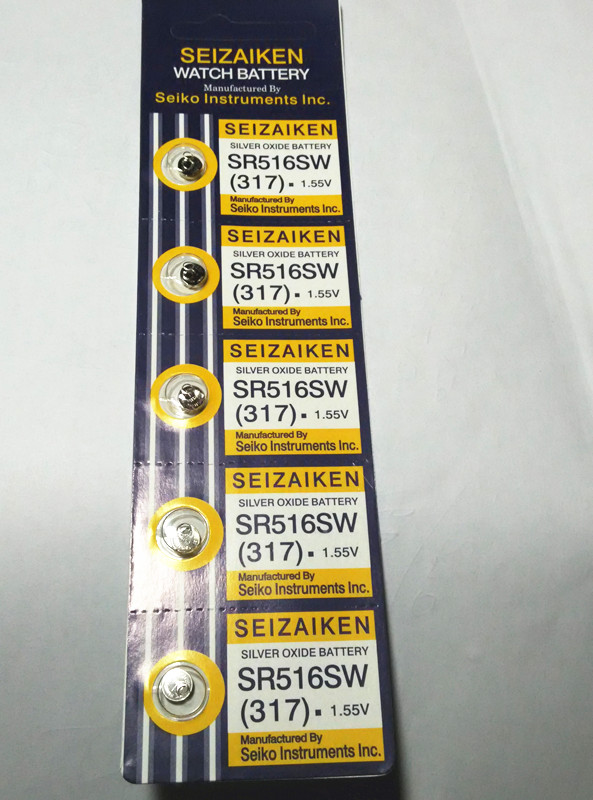 SEIZAIKEN
WATCH BATTERY
Manufactured By
Seiko Instruments Inc.
SEIZAIKEN
SILVER OXIDE BATTERY
SR516SW
(317)▪ 1.55V
Manufactured By
Seiko Instruments Inc.
SEIZAIKEN
SILVER OXIDE BATTERY
SR516SW
(317)▪ 1.55V
Manufactured By
Seiko Instruments Inc.
SEIZAIKEN
SILVER OXIDE BATTERY
SR516SW
(317)▪ 1.55V
Manufactured By
Seiko Instruments Inc.
SEIZAIKEN
SILVER OXIDE BATTERY
SR516SW
(317)▪ 1.55V
Manufactured By
Seiko Instruments Inc.
SEIZAIKEN
SILVER OXIDE BATTERY
SR516SW
(317)▪ 1.55V
Manufactured By
Seiko Instruments Inc.